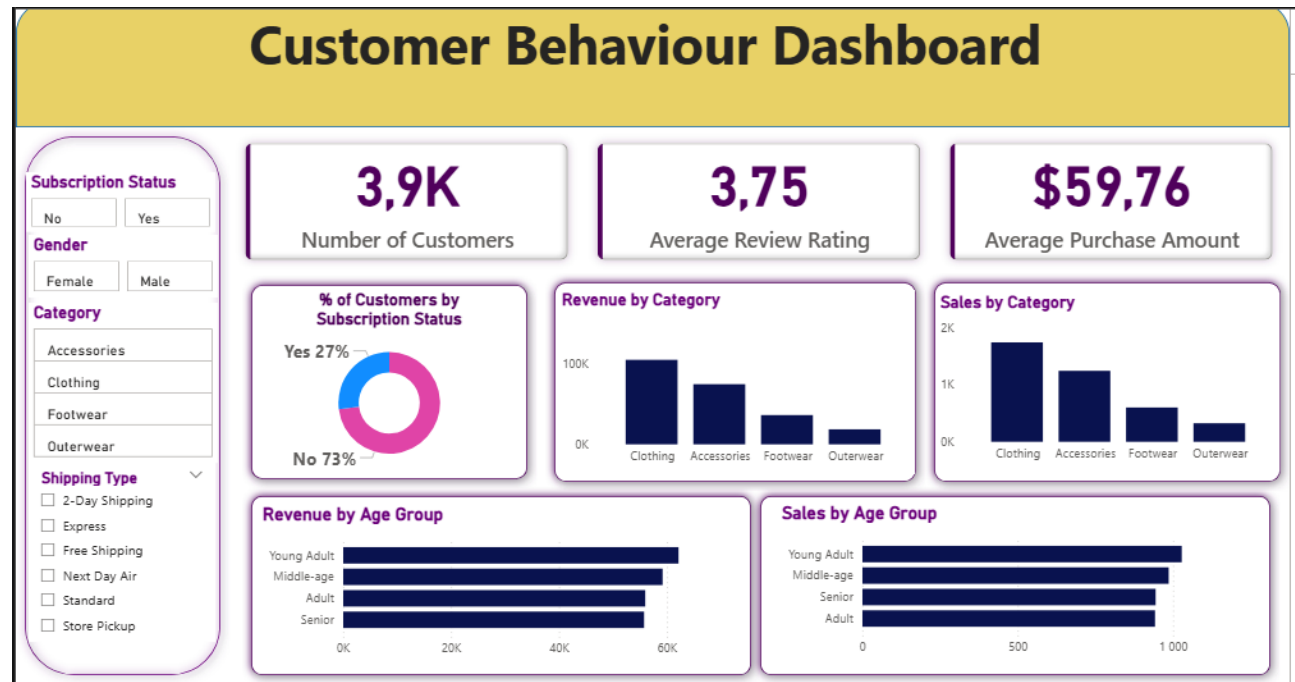 Customer Behaviour Dashboard
Subscription Status
No Yes
Gender
Female Male
Category
Accessories
Clothing
Footwear
Outerwear
Shipping Type
2-Day Shipping
Express
Free Shipping
Next Day Air
Standard
Store Pickup
3,9K
Number of Customers
3,75
Average Review Rating
$59,76
Average Purchase Amount
% of Customers by
Subscription Status
Yes 27%
No 73%
Revenue by Category
100K
0K
Clothing Accessories Footwear Outerwear
Sales by Category
2K
1K
0K
Clothing Accessories Footwear Outerwear
Revenue by Age Group
Young Adult
Middle-age
Adult
Senior
0K 20K 40K 60K
Sales by Age Group
Young Adult
Middle-age
Senior
Adult
0 500 1 000